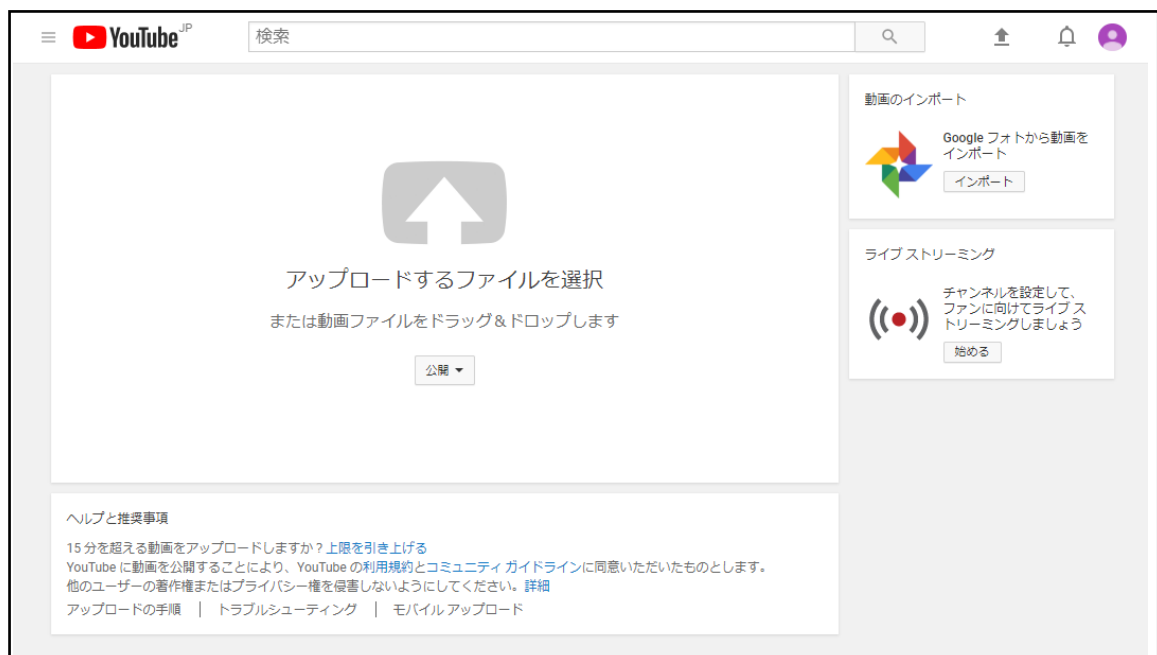 YouTube JP
検索
アップロードするファイルを選択
または動画ファイルをドラッグ＆ドロップします
公開
動画のインポート
Google フォトから動画を
インポート
インポート
ライブ ストリーミング
チャンネルを設定して、
ファンに向けてライブ ス
トリーミングしましょう
始める
ヘルプと推奨事項
15 分を超える動画をアップロードしますか？上限を引き上げる
YouTube に動画を公開することにより、YouTube の利用規約とコミュニティ ガイドラインに同意いただいたものとします。
他のユーザーの著作権またはプライバシー権を侵害しないようにしてください。詳細
アップロードの手順 | トラブルシューティング | モバイル アップロード